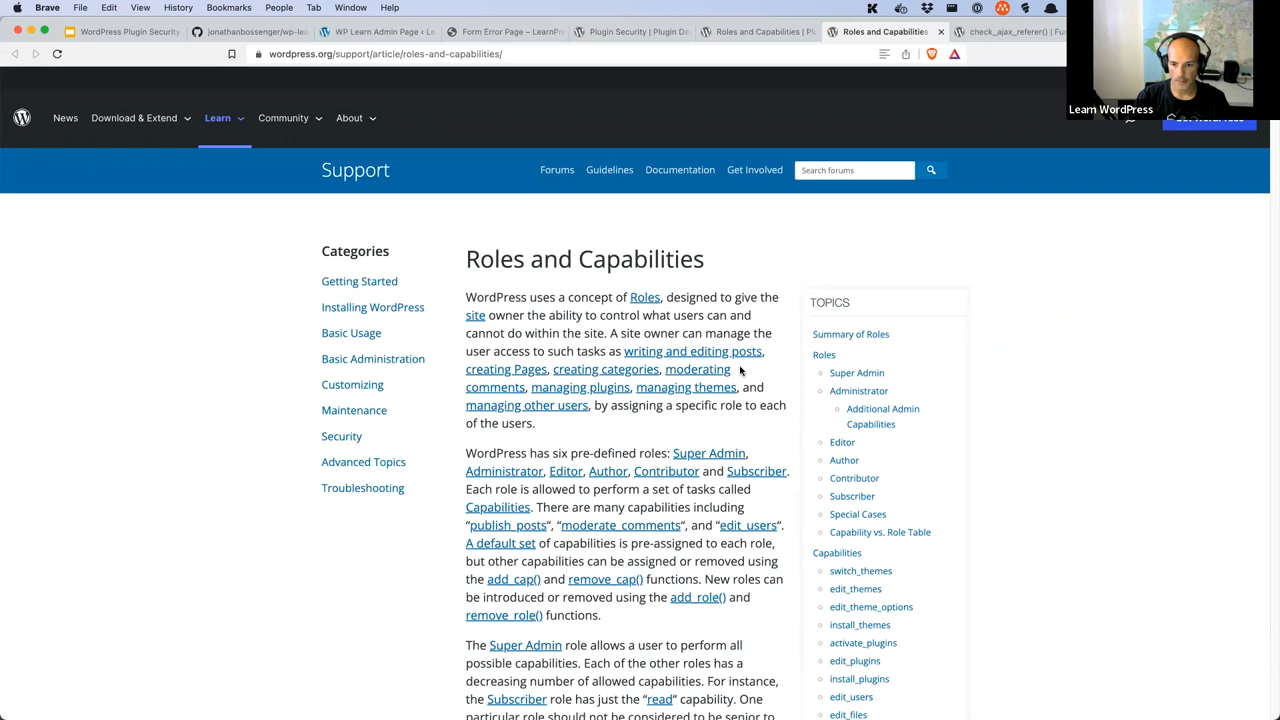 Brave File Edit View History Bookmarks Window Help
WordPress Plugin Security
jonathanbossenger/wp-lea
WP Learn Admin Page ‹ Le
Form Error Page – LearnPr
Plugin Security | Plugin De
Roles and Capabilities | Plu
Roles and Capabilities
check_ajax_referer() | Fun
wordpress.org/support/article/roles-and-capabilities/
Learn WordPress
News Download & Extend Learn Community About
Support
Forums Guidelines Documentation Get Involved
Search forums
Categories
Getting Started
Installing WordPress
Basic Usage
Basic Administration
Customizing
Maintenance
Security
Advanced Topics
Troubleshooting
Roles and Capabilities
WordPress uses a concept of Roles, designed to give the
site owner the ability to control what users can and
cannot do within the site. A site owner can manage the
user access to such tasks as writing and editing posts,
creating Pages, creating categories, moderating
comments, managing plugins, managing themes, and
managing other users, by assigning a specific role to each
of the users.
WordPress has six pre-defined roles: Super Admin,
Administrator, Editor, Author, Contributor and Subscriber.
Each role is allowed to perform a set of tasks called
Capabilities. There are many capabilities including
“publish_posts“, “moderate_comments“, and “edit_users“.
A default set of capabilities is pre-assigned to each role,
but other capabilities can be assigned or removed using
the add_cap() and remove_cap() functions. New roles can
be introduced or removed using the add_role() and
remove_role() functions.
The Super Admin role allows a user to perform all
possible capabilities. Each of the other roles has a
decreasing number of allowed capabilities. For instance,
the Subscriber role has just the “read” capability. One
particular role should not be considered to be senior to
TOPICS
Summary of Roles
Roles
Super Admin
Administrator
Additional Admin
Capabilities
Editor
Author
Contributor
Subscriber
Special Cases
Capability vs. Role Table
Capabilities
switch_themes
edit_themes
edit_theme_options
install_themes
activate_plugins
edit_plugins
install_plugins
edit_users
edit_files